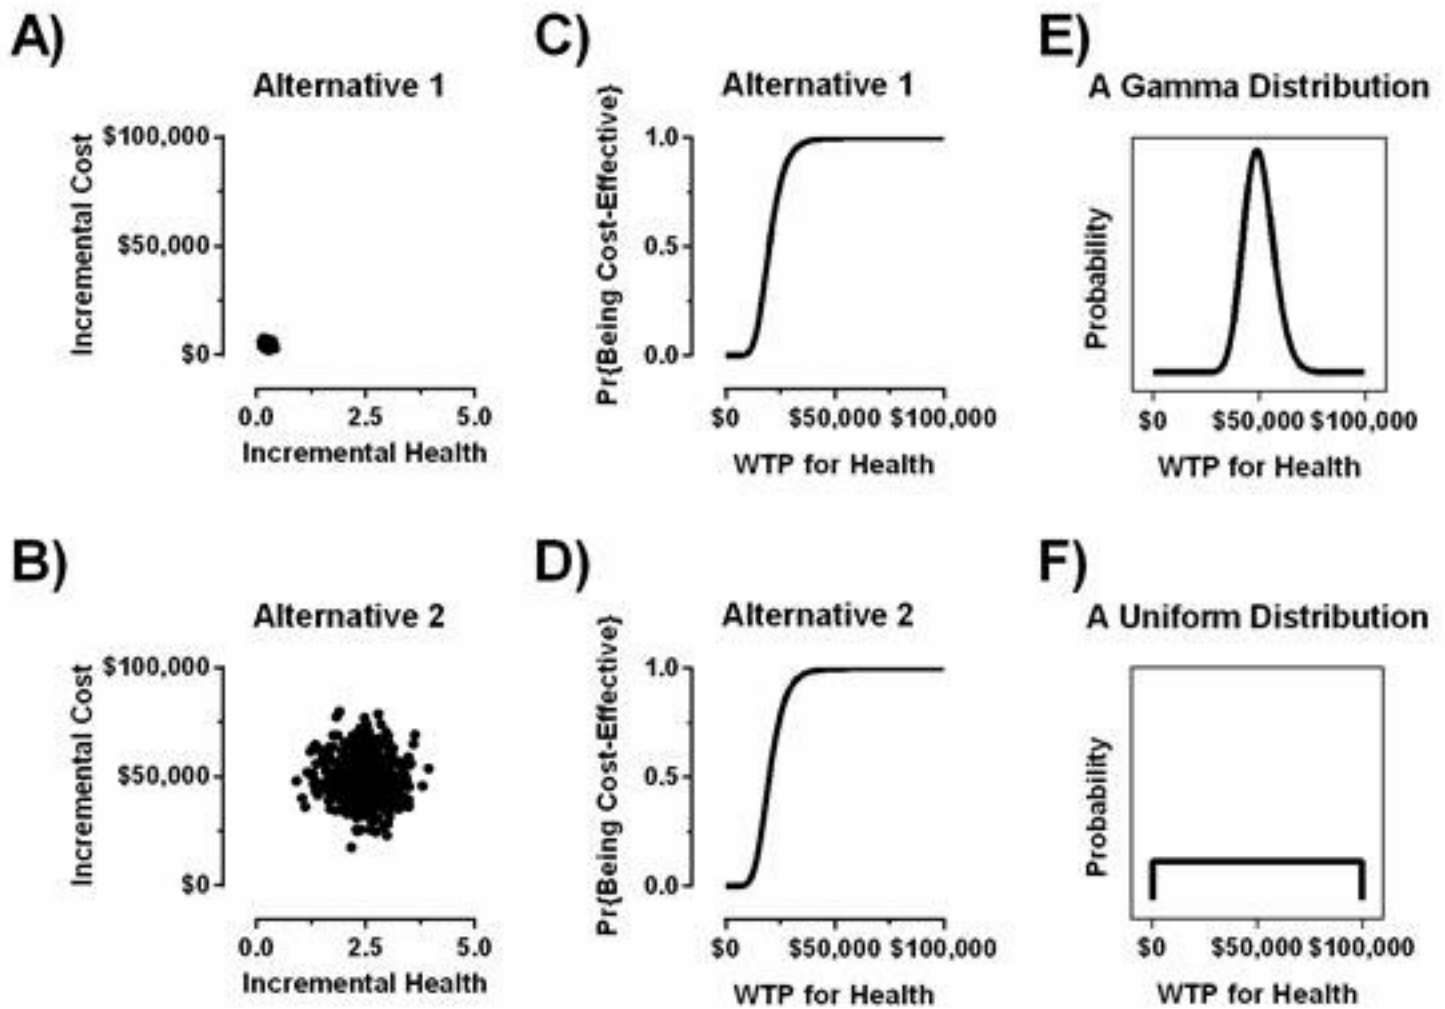 A)
Alternative 1
Incremental Cost
$100,000
$50,000
$0
0.0 2.5 5.0
Incremental Health
C)
Alternative 1
Pr{Being Cost-Effective}
1.0
0.5
0.0
$0 $50,000 $100,000
WTP for Health
E)
A Gamma Distribution
Probability
$0 $50,000 $100,000
WTP for Health
B)
Alternative 2
Incremental Cost
$100,000
$50,000
$0
0.0 2.5 5.0
Incremental Health
D)
Alternative 2
Pr{Being Cost-Effective}
1.0
0.5
0.0
$0 $50,000 $100,000
WTP for Health
F)
A Uniform Distribution
Probability
$0 $50,000 $100,000
WTP for Health